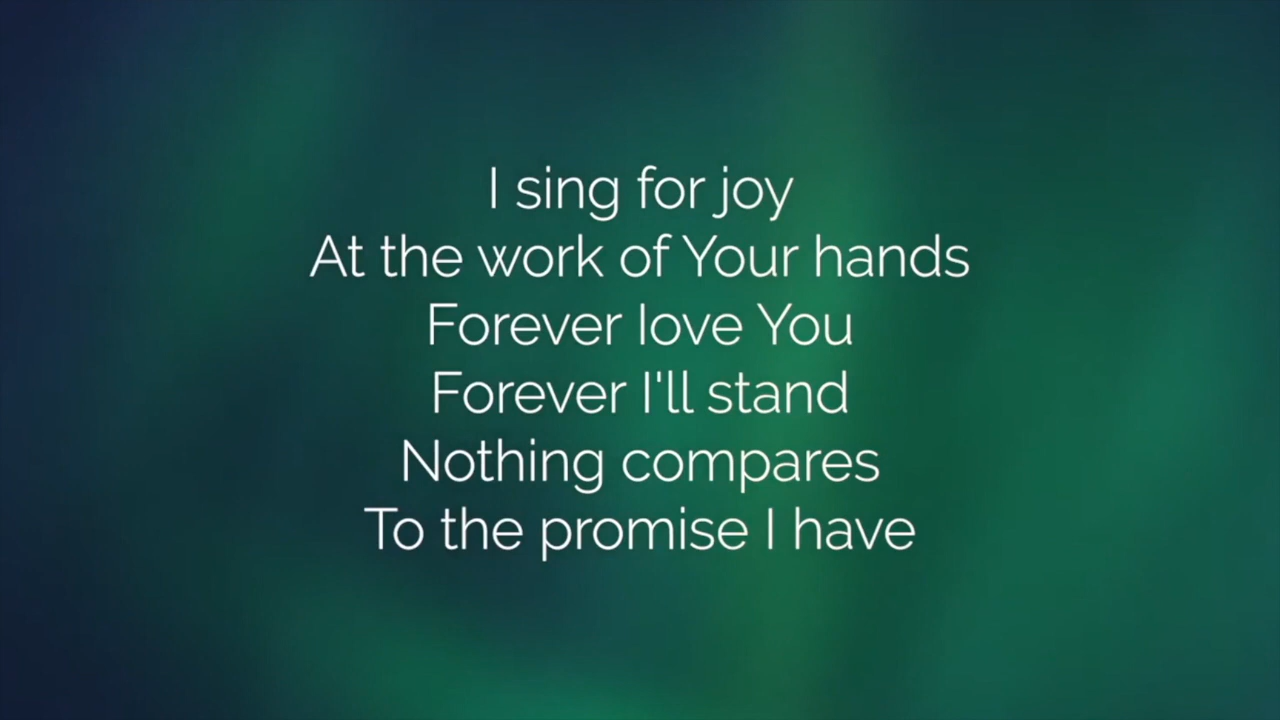 I sing for joy
At the work of Your hands
Forever love You
Forever I'll stand
Nothing compares
To the promise I have